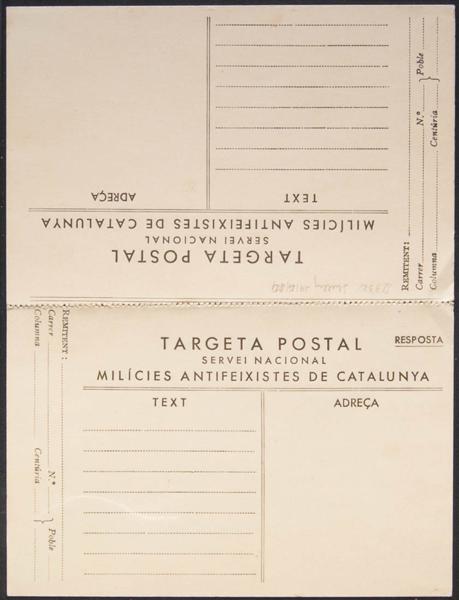 TARGETA POSTAL
SERVEI NACIONAL
MILÍCIES ANTIFEIXISTES DE CATALUNYA
TEXT
ADREÇA
REMITENT:
Carrer N.º
Columna Centúria } Poble
TARGETA POSTAL
RESPOSTA
SERVEI NACIONAL
MILÍCIES ANTIFEIXISTES DE CATALUNYA
TEXT
ADREÇA
REMITENT:
Carrer N.º
Columna Centúria } Poble